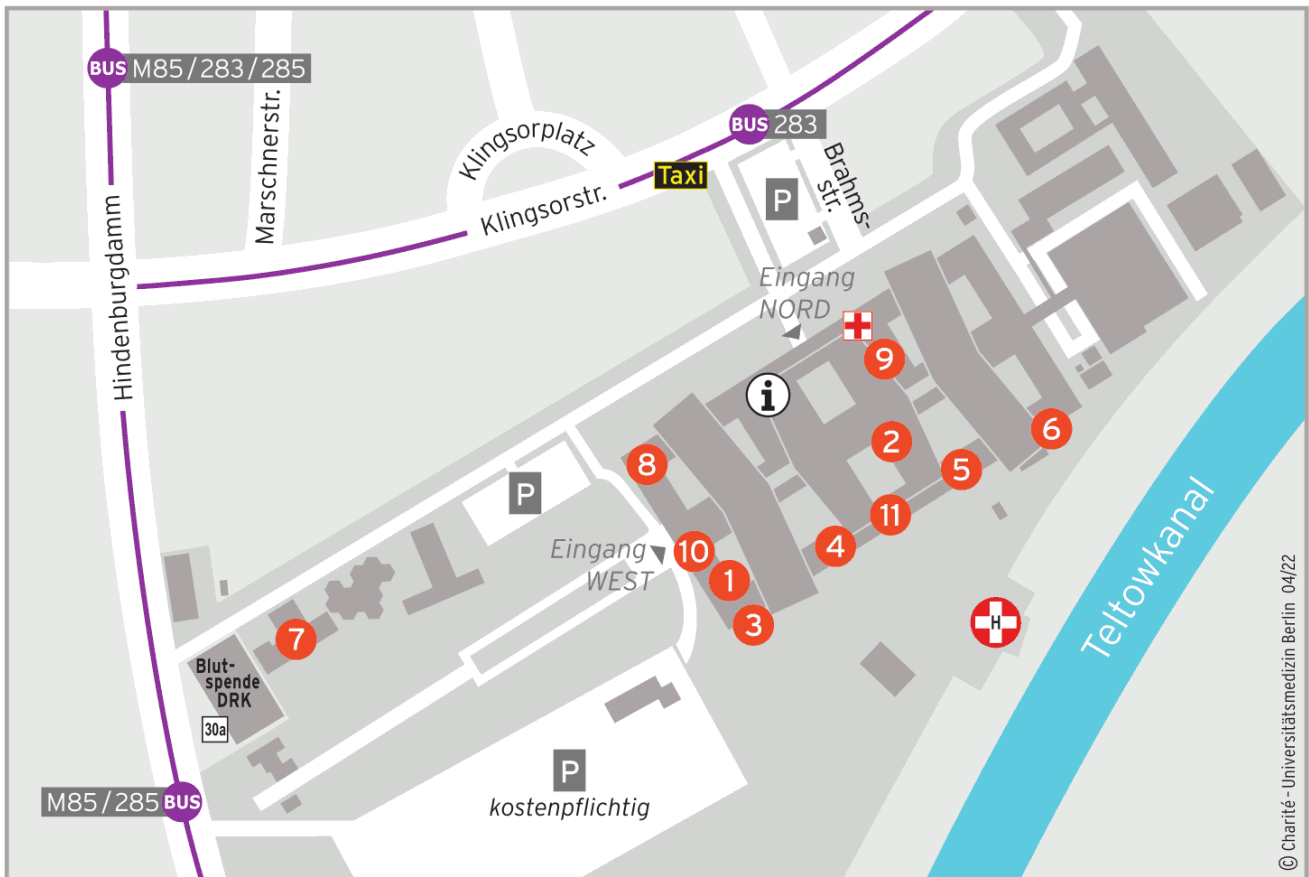 BUS M85/283/285
Marschnerstr.
Klingsorplatz
BUS 283
Taxi
Klingsorstr.
P
Brahms-
str.
Hindenburgdamm
Eingang
NORD
9
i
2
6
8
5
P
11
Eingang
WEST
10
4
1
3
H
7
Teltowkanal
Blut-
spende
DRK
30a
P
kostenpflichtig
M85/285 BUS
© Charité - Universitätsmedizin Berlin 04/22